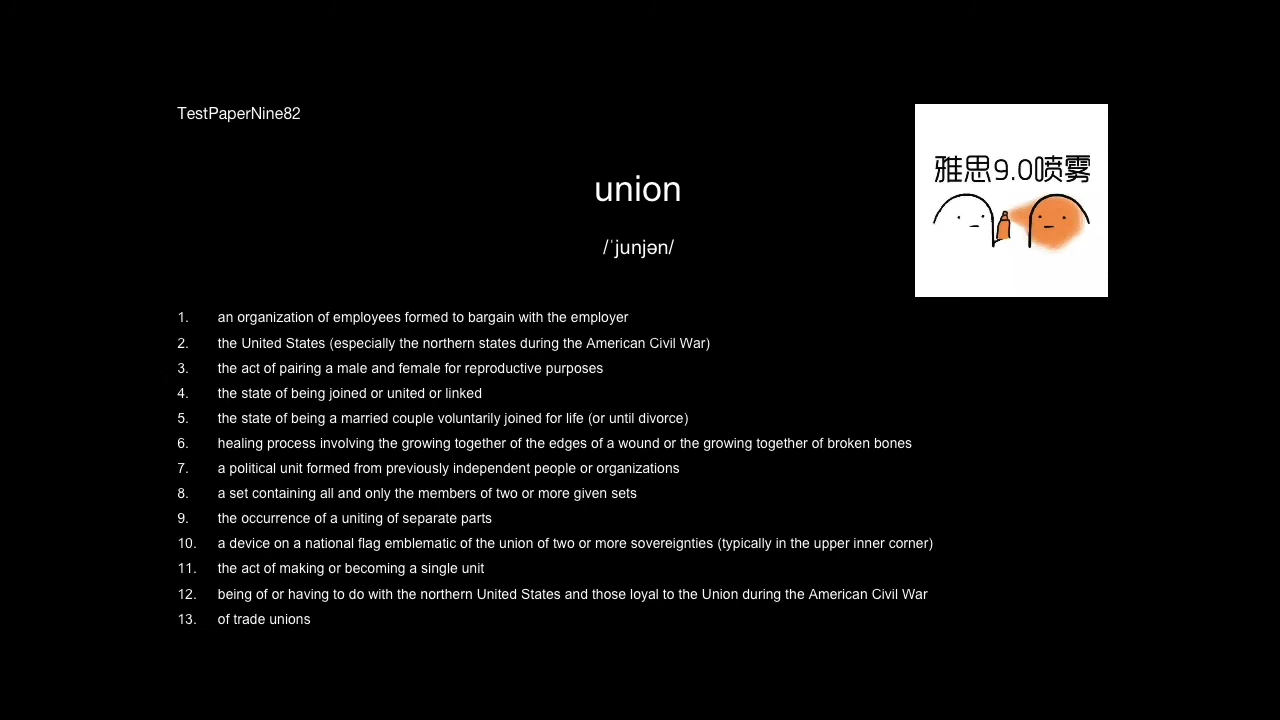 TestPaperNine82
雅思9.0喷雾
union
/ˈjunjən/
1. an organization of employees formed to bargain with the employer
2. the United States (especially the northern states during the American Civil War)
3. the act of pairing a male and female for reproductive purposes
4. the state of being joined or united or linked
5. the state of being a married couple voluntarily joined for life (or until divorce)
6. healing process involving the growing together of the edges of a wound or the growing together of broken bones
7. a political unit formed from previously independent people or organizations
8. a set containing all and only the members of two or more given sets
9. the occurrence of a uniting of separate parts
10. a device on a national flag emblematic of the union of two or more sovereignties (typically in the upper inner corner)
11. the act of making or becoming a single unit
12. being of or having to do with the northern United States and those loyal to the Union during the American Civil War
13. of trade unions